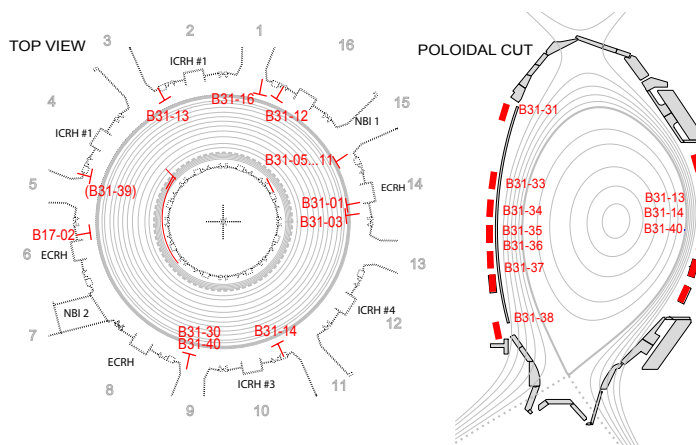 TOP VIEW
2
1
16
3
ICRH #1
B31-16
B31-13
B31-12
4
15
NBI 1
ICRH #1
B31-05...11
5
(B31-39)
ECRH
14
B31-01
B31-03
B17-02
6
ECRH
13
NBI 2
ICRH #4
7
B31-30
B31-40
B31-14
12
ECRH
ICRH #3
8
9
10
11
POLOIDAL CUT
B31-31
B31-33
B31-13
B31-34
B31-14
B31-35
B31-40
B31-36
B31-37
B31-38